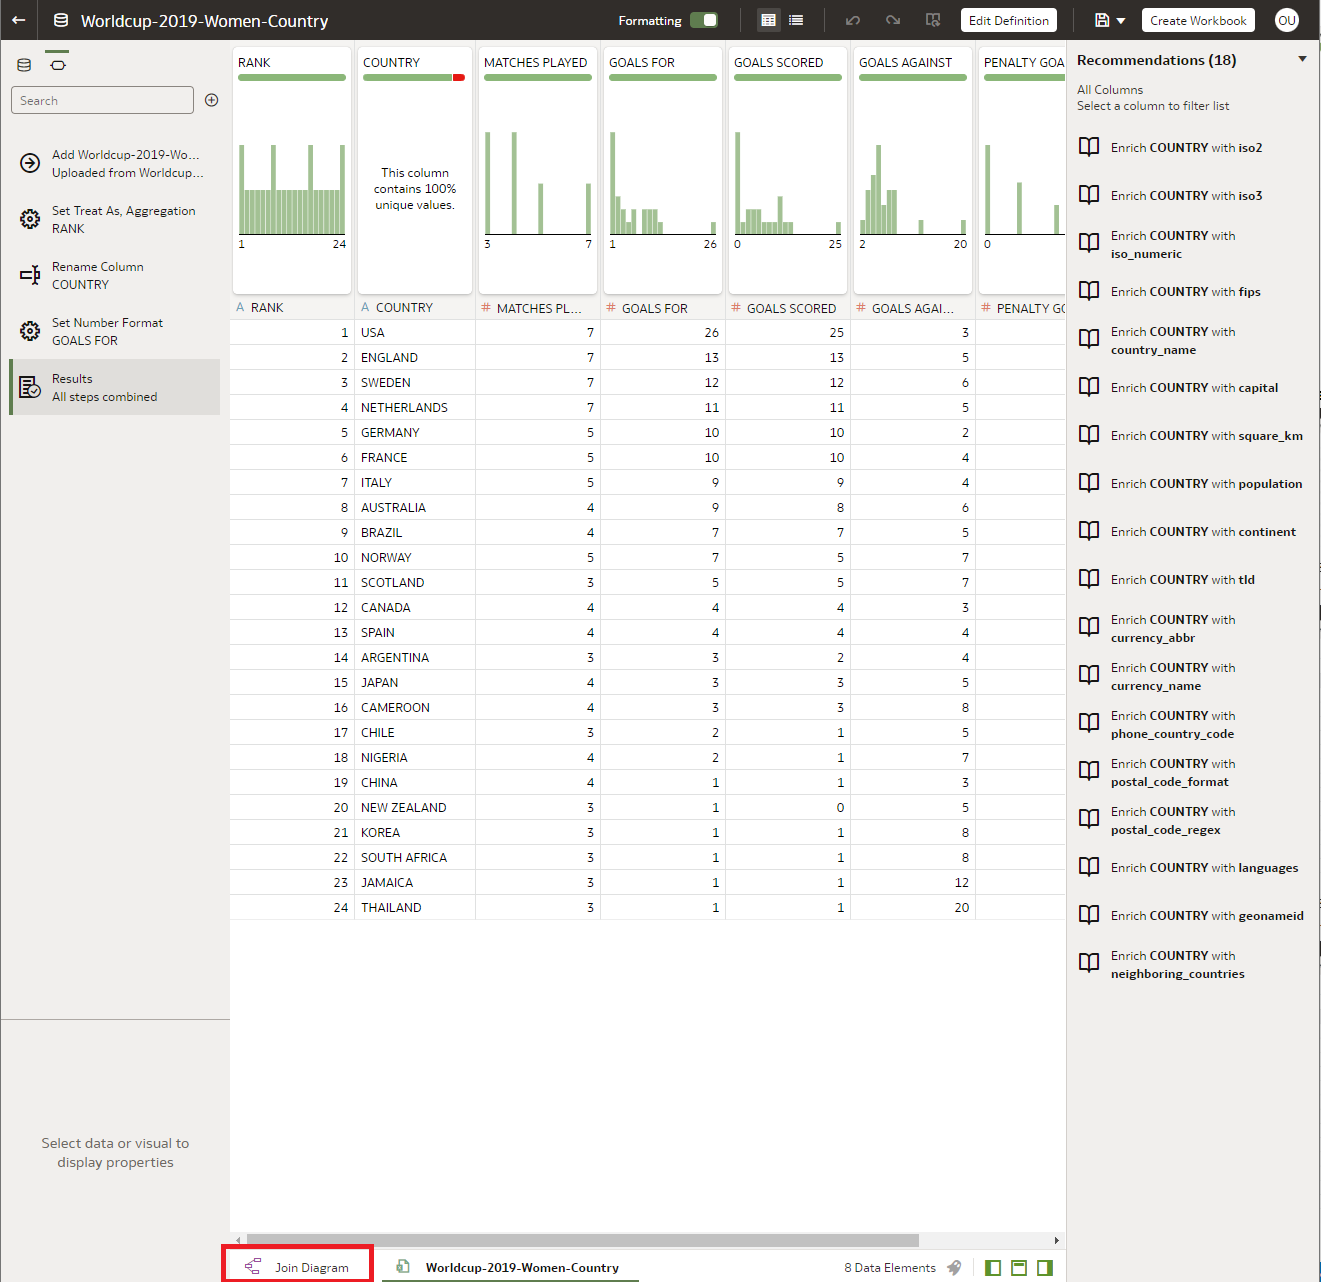 Worldcup-2019-Women-Country
Formatting
Edit Definition
Create Workbook
OU
Search
Add Worldcup-2019-Wo...
Uploaded from Worldcup...
Set Treat As, Aggregation
RANK
Rename Column
COUNTRY
Set Number Format
GOALS FOR
Results
All steps combined
Select data or visual to
display properties
RANK COUNTRY MATCHES PLAYED GOALS FOR GOALS SCORED GOALS AGAINST PENALTY GOA
This column
contains 100%
unique values.
1 24 3 7 1 26 0 25 2 20 0
A RANK A COUNTRY # MATCHES PL... # GOALS FOR # GOALS SCORED # GOALS AGAI... # PENALTY GO
1 USA 7 26 25 3
2 ENGLAND 7 13 13 5
3 SWEDEN 7 12 12 6
4 NETHERLANDS 7 11 11 5
5 GERMANY 5 10 10 2
6 FRANCE 5 10 10 4
7 ITALY 5 9 9 4
8 AUSTRALIA 4 9 8 6
9 BRAZIL 4 7 7 5
10 NORWAY 5 7 5 7
11 SCOTLAND 3 5 5 7
12 CANADA 4 4 4 3
13 SPAIN 4 4 4 4
14 ARGENTINA 3 3 2 4
15 JAPAN 4 3 3 5
16 CAMEROON 4 3 3 8
17 CHILE 3 2 1 5
18 NIGERIA 4 2 1 7
19 CHINA 4 1 1 3
20 NEW ZEALAND 3 1 0 5
21 KOREA 3 1 1 8
22 SOUTH AFRICA 3 1 1 8
23 JAMAICA 3 1 1 12
24 THAILAND 3 1 1 20
Join Diagram
Worldcup-2019-Women-Country
8 Data Elements
Recommendations (18)
All Columns
Select a column to filter list
Enrich COUNTRY with iso2
Enrich COUNTRY with iso3
Enrich COUNTRY with
iso_numeric
Enrich COUNTRY with fips
Enrich COUNTRY with
country_name
Enrich COUNTRY with capital
Enrich COUNTRY with square_km
Enrich COUNTRY with population
Enrich COUNTRY with continent
Enrich COUNTRY with tld
Enrich COUNTRY with
currency_abbr
Enrich COUNTRY with
currency_name
Enrich COUNTRY with
phone_country_code
Enrich COUNTRY with
postal_code_format
Enrich COUNTRY with
postal_code_regex
Enrich COUNTRY with languages
Enrich COUNTRY with geonameid
Enrich COUNTRY with
neighboring_countries